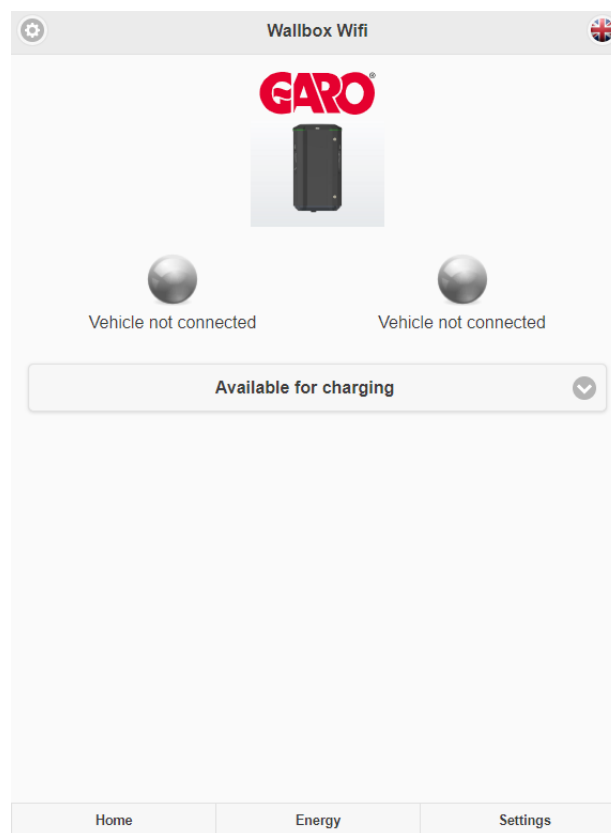 Wallbox Wifi
GARO®
Vehicle not connected
Vehicle not connected
Available for charging
Home
Energy
Settings